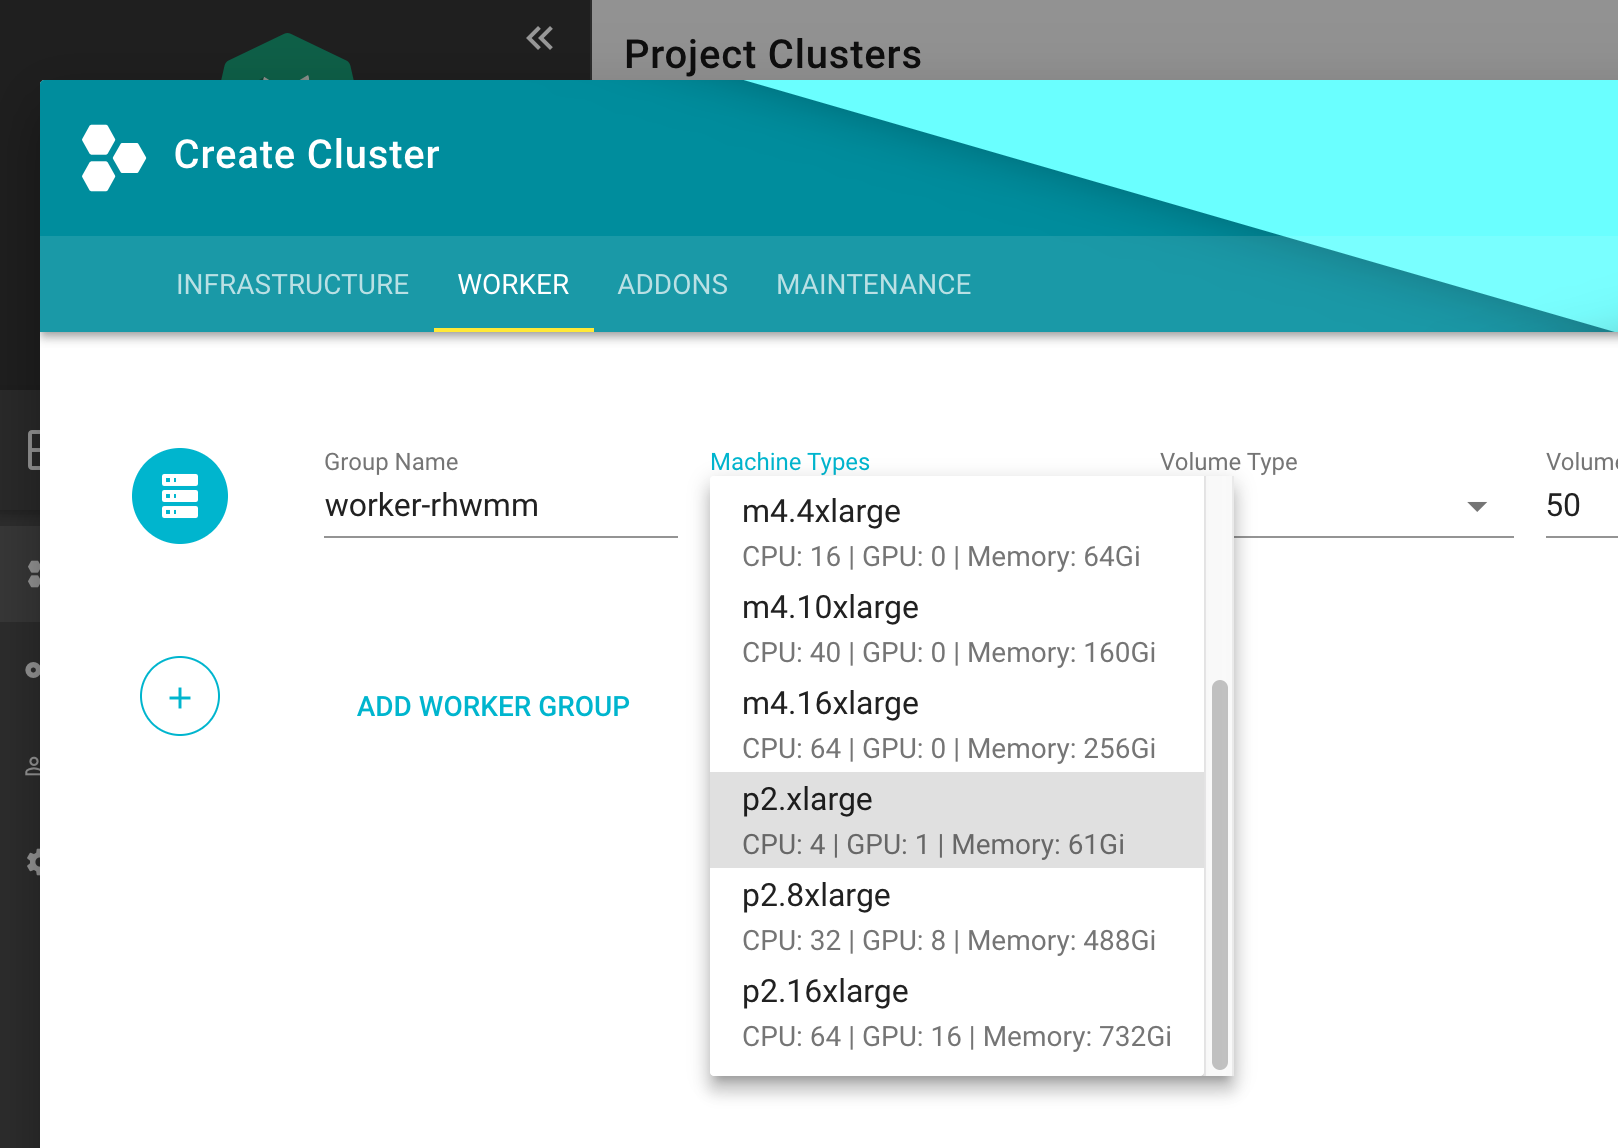 Project Clusters
Create Cluster
INFRASTRUCTURE WORKER ADDONS MAINTENANCE
Group Name
worker-rhwmm
Machine Types
m4.4xlarge
CPU: 16 | GPU: 0 | Memory: 64Gi
m4.10xlarge
CPU: 40 | GPU: 0 | Memory: 160Gi
m4.16xlarge
CPU: 64 | GPU: 0 | Memory: 256Gi
p2.xlarge
CPU: 4 | GPU: 1 | Memory: 61Gi
p2.8xlarge
CPU: 32 | GPU: 8 | Memory: 488Gi
p2.16xlarge
CPU: 64 | GPU: 16 | Memory: 732Gi
Volume Type
50
ADD WORKER GROUP